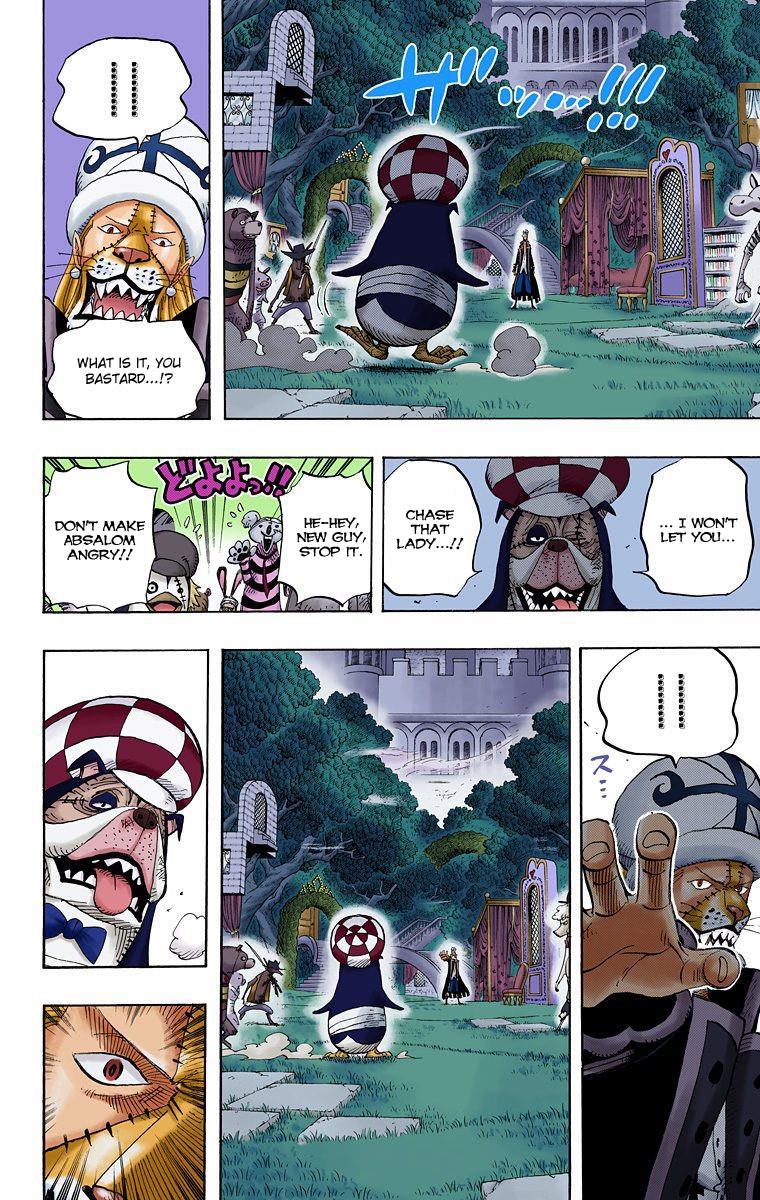 ザッ…!!!
!!
WHAT IS IT, YOU
BASTARD...!?
... I WON'T
LET YOU...
CHASE
THAT
LADY...!!
どよよっ!!
HE-HEY,
NEW GUY,
STOP IT.
DON'T MAKE
ABSALOM
ANGRY!!
!!
ス…